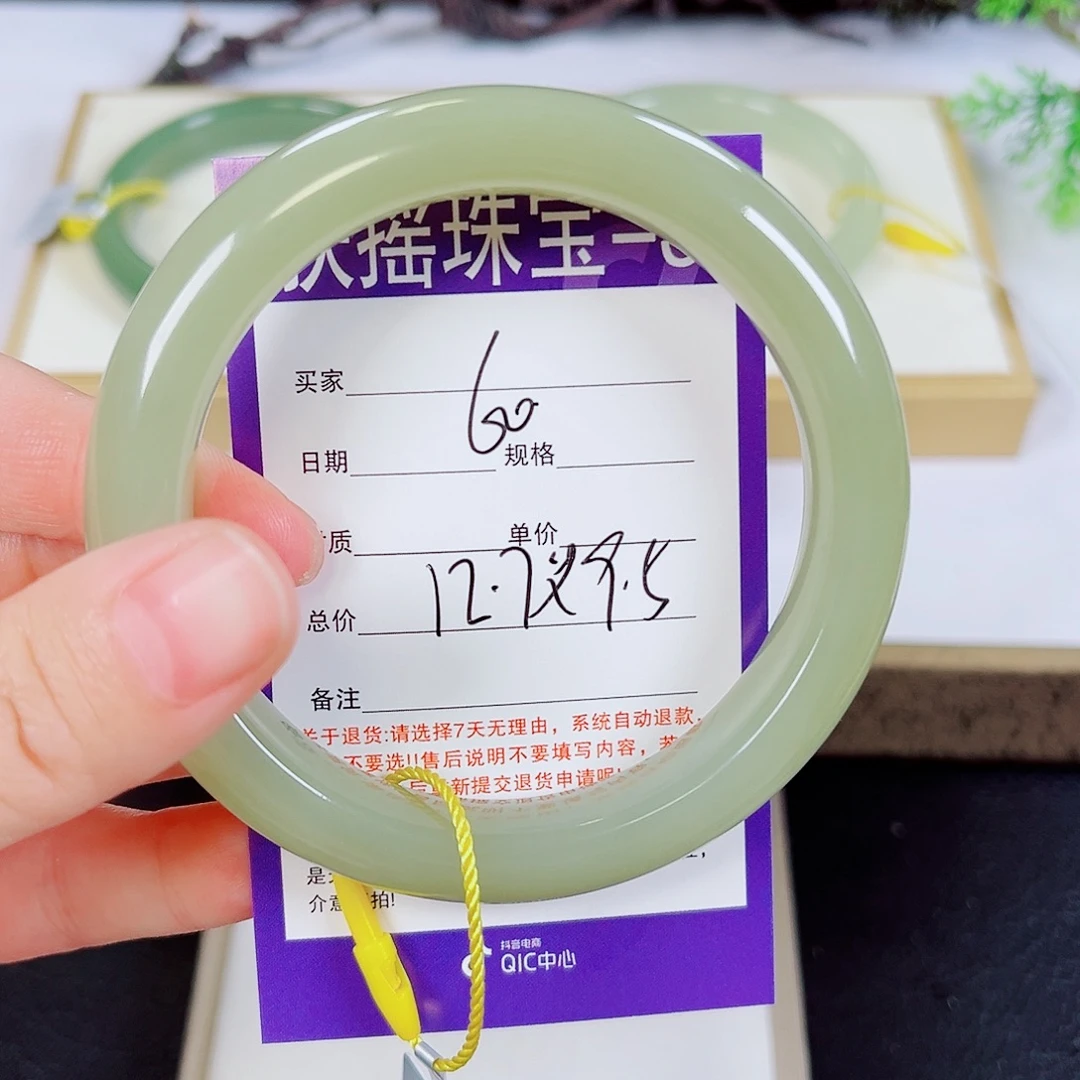 摇珠宝
买家
60
日期 规格
质 单价
12.7x9.5
总价
备注
关于退货:请选择7天无理由，系统自动退款，
不要选!!售后说明不要填写内容，若
新提交退货申请呢!
是
介意 拍!
抖音电商
QIC中心